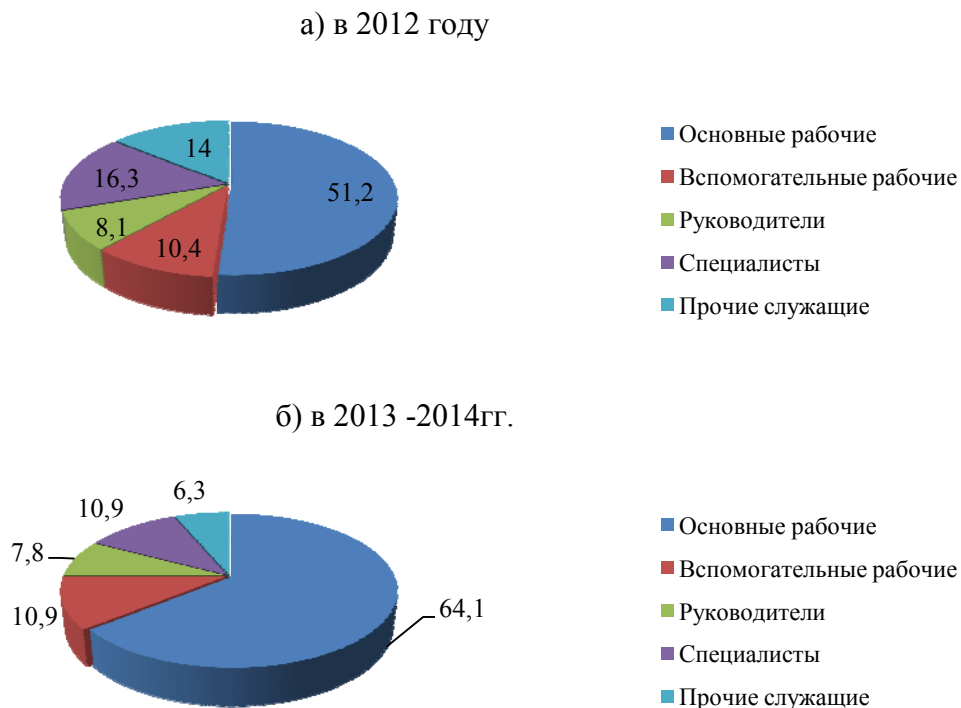 а) в 2012 году
14
16,3
51,2
8,1
10,4
Основные рабочие
Вспомогательные рабочие
Руководители
Специалисты
Прочие служащие
б) в 2013 -2014гг.
6,3
10,9
7,8
10,9
64,1
Основные рабочие
Вспомогательные рабочие
Руководители
Специалисты
Прочие служащие